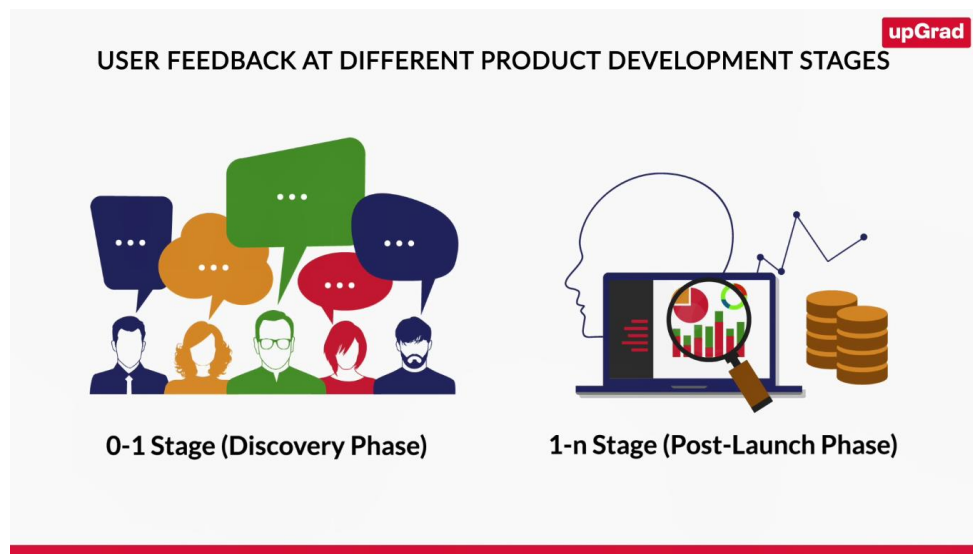 upGrad
USER FEEDBACK AT DIFFERENT PRODUCT DEVELOPMENT STAGES
0-1 Stage (Discovery Phase)
1-n Stage (Post-Launch Phase)